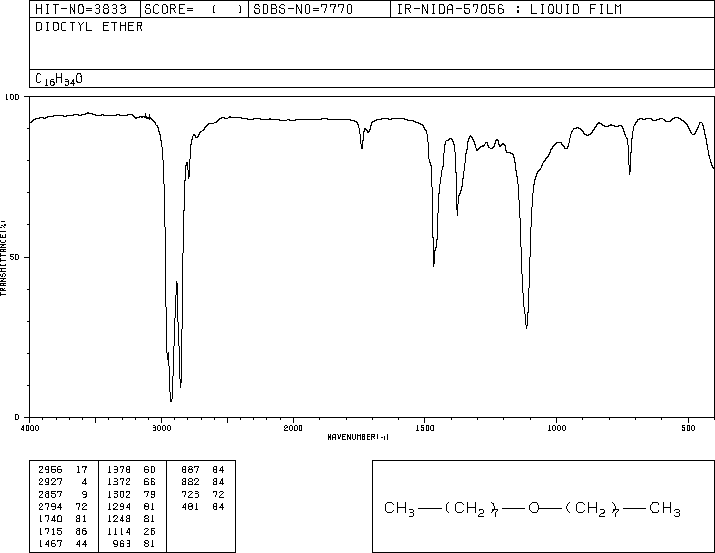 HIT-NO=3833 SCORE= ( ) SDBS-NO=7770 IR-NIDA-57056 : LIQUID FILM
DIOCTYL ETHER
C16H34O
100
50
0
TRANSMITTANCE(%)
4000 3000 2000 1500 1000 500
WAVENUMBER(-1)
2956 17 1378 60 887 84
2927 4 1372 66 882 84
2857 9 1302 79 723 72
2794 72 1294 81 481 84
1740 81 1248 81
1715 86 1114 26
1467 44 963 81
CH3—(CH2)7—O—(CH2)7—CH3